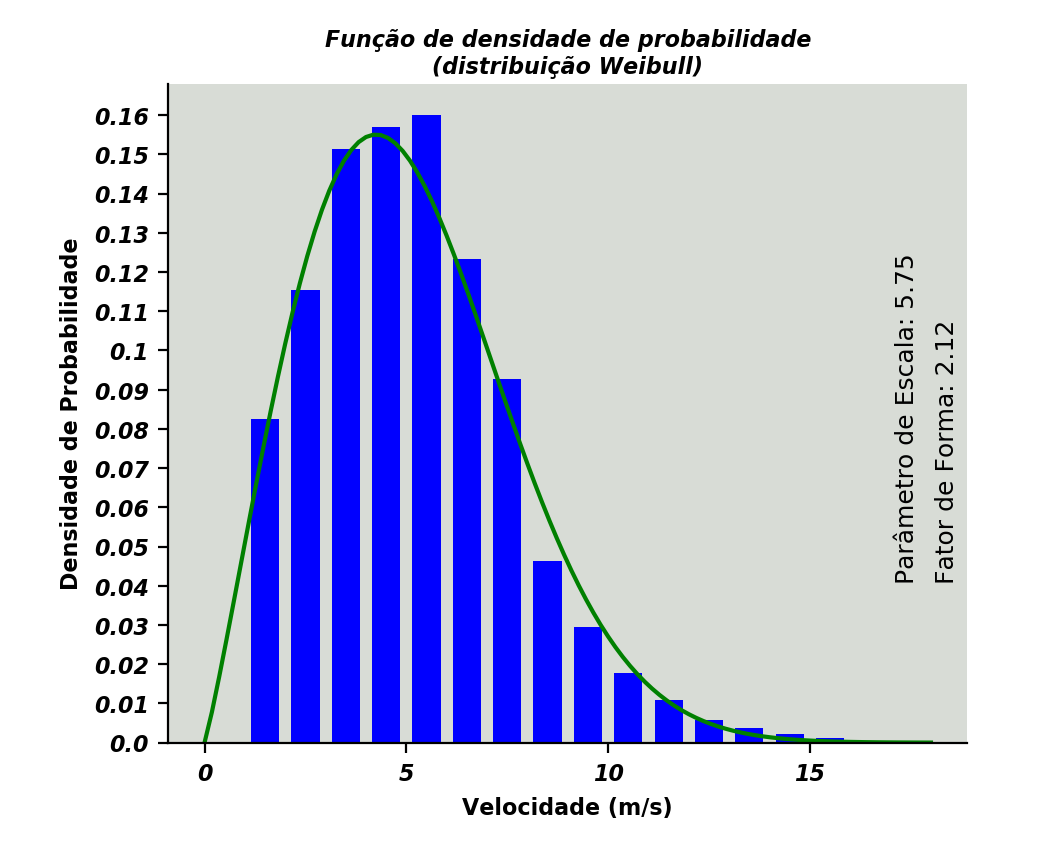 Função de densidade de probabilidade
(distribuição Weibull)
0.16
0.15
0.14
0.13
0.12
0.11
0.1
0.09
0.08
0.07
0.06
0.05
0.04
0.03
0.02
0.01
0.0
Densidade de Probabilidade
Parâmetro de Escala: 5.75
Fator de Forma: 2.12
0 5 10 15
Velocidade (m/s)